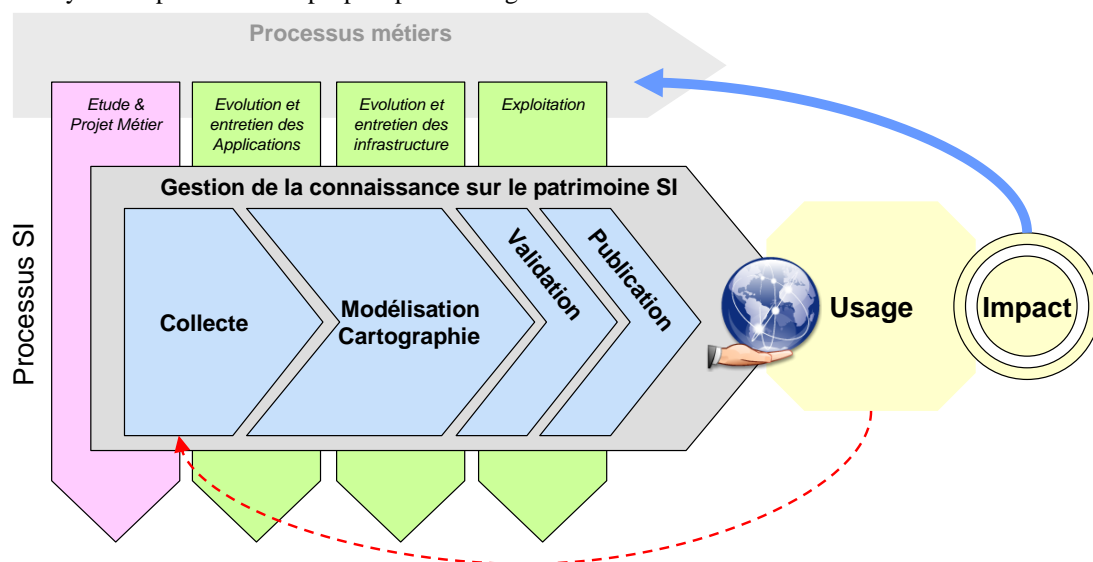 Processus métiers
Etude &
Projet Métier
Evolution et
entretien des
Applications
Evolution et
entretien des
infrastructure
Exploitation
Processus SI
Gestion de la connaissance sur le patrimoine SI
Collecte
Modélisation
Cartographie
Validation
Publication
Usage
Impact